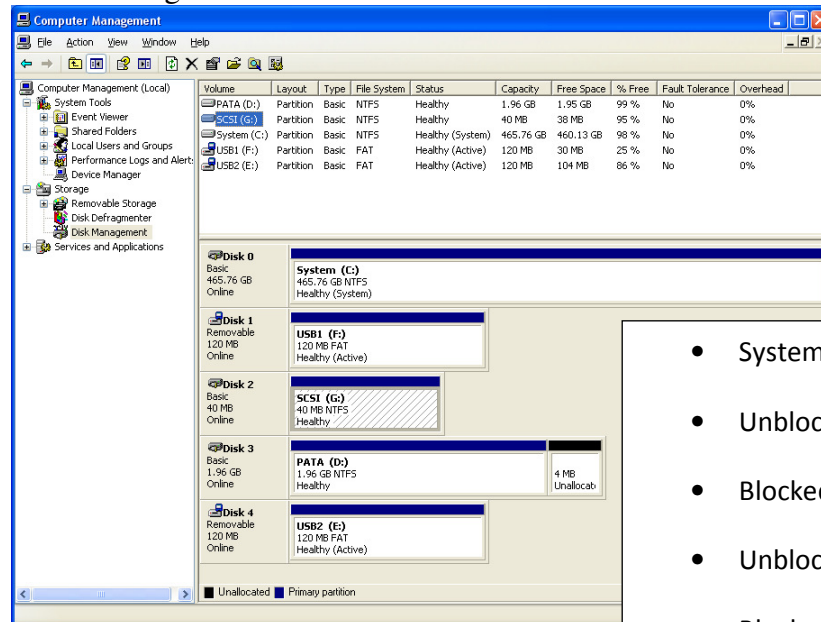 Computer Management
File Action View Window Help
Computer Management (Local)
System Tools
Event Viewer
Shared Folders
Local Users and Groups
Performance Logs and Alert:
Device Manager
Storage
Removable Storage
Disk Defragmenter
Disk Management
Services and Applications
Volume Layout Type File System Status Capacity Free Space % Free Fault Tolerance Overhead
PATA (D:) Partition Basic NTFS Healthy 1.96 GB 1.95 GB 99 % No 0%
SCSI (G:) Partition Basic NTFS Healthy 40 MB 38 MB 95 % No 0%
System (C:) Partition Basic NTFS Healthy (System) 465.76 GB 460.13 GB 98 % No 0%
USB1 (F:) Partition Basic FAT Healthy (Active) 120 MB 30 MB 25 % No 0%
USB2 (E:) Partition Basic FAT Healthy (Active) 120 MB 104 MB 86 % No 0%
Disk 0
Basic
465.76 GB
Online
System (C:)
465.76 GB NTFS
Healthy (System)
Disk 1
Removable
120 MB
Online
USB1 (F:)
120 MB FAT
Healthy (Active)
Disk 2
Basic
40 MB
Online
SCSI (G:)
40 MB NTFS
Healthy
Disk 3
Basic
1.96 GB
Online
PATA (D:)
1.96 GB NTFS
Healthy
4 MB
Unallocat
Disk 4
Removable
120 MB
Online
USB2 (E:)
120 MB FAT
Healthy (Active)
Unallocated Primary partition
• System
• Unbloc
• Blocked
• Unbloc